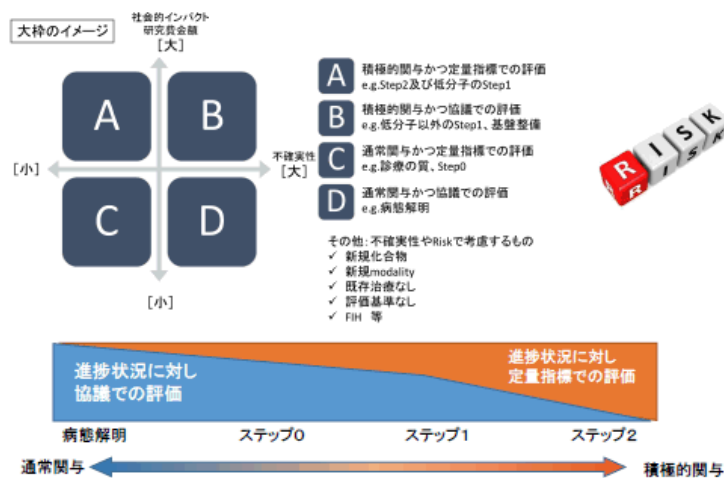 大枠のイメージ
社会的インパクト
研究費金額
[大]
A
B
C
D
[小]
不確実性
[大]
[小]
A
積極的関与かつ定量指標での評価
e.g.Step2及び低分子のStep1
B
積極的関与かつ協議での評価
e.g.低分子以外のStep1、基盤整備
C
通常関与かつ定量指標での評価
e.g.診療の質、Step0
D
通常関与かつ協議での評価
e.g.病態解明
その他:不確実性やRiskで考慮するもの
✓ 新規化合物
✓ 新規modality
✓ 既存治療なし
✓ 評価基準なし
✓ FIH 等
RISK
進捗状況に対し
協議での評価
進捗状況に対し
定量指標での評価
病態解明 ステップ0 ステップ1 ステップ2
通常関与 積極的関与